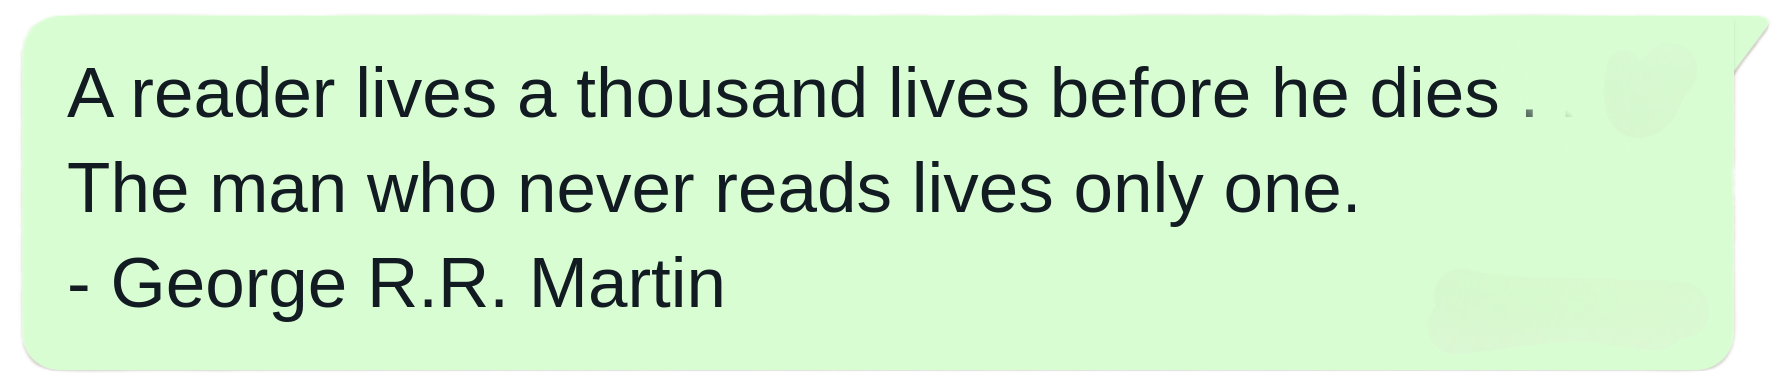 A reader lives a thousand lives before he dies . .
The man who never reads lives only one.
- George R.R. Martin